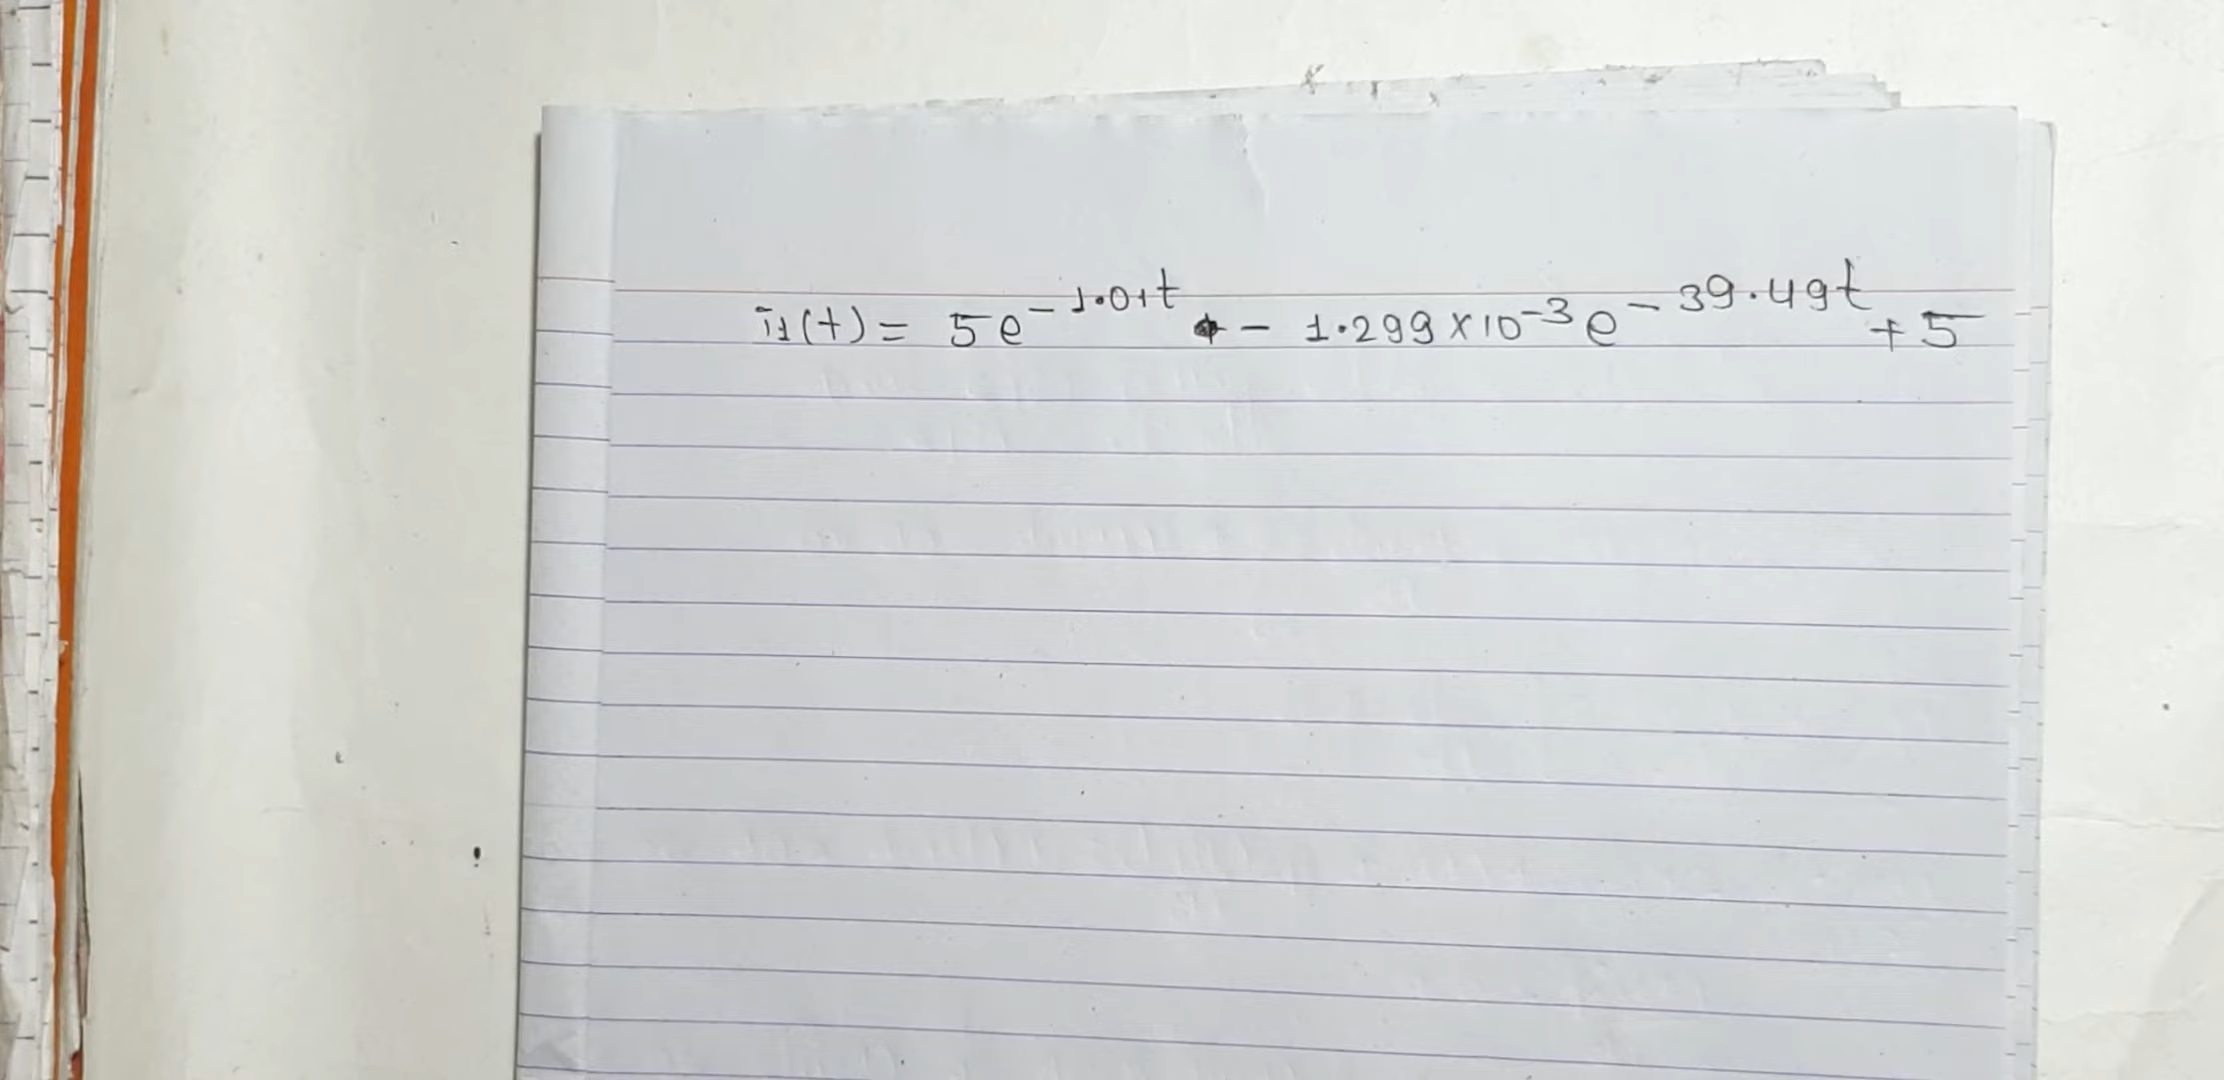 i₁(t) = 5e^{-1.01t} - 1.299 × 10^{-3} e^{-39.49t} + 5